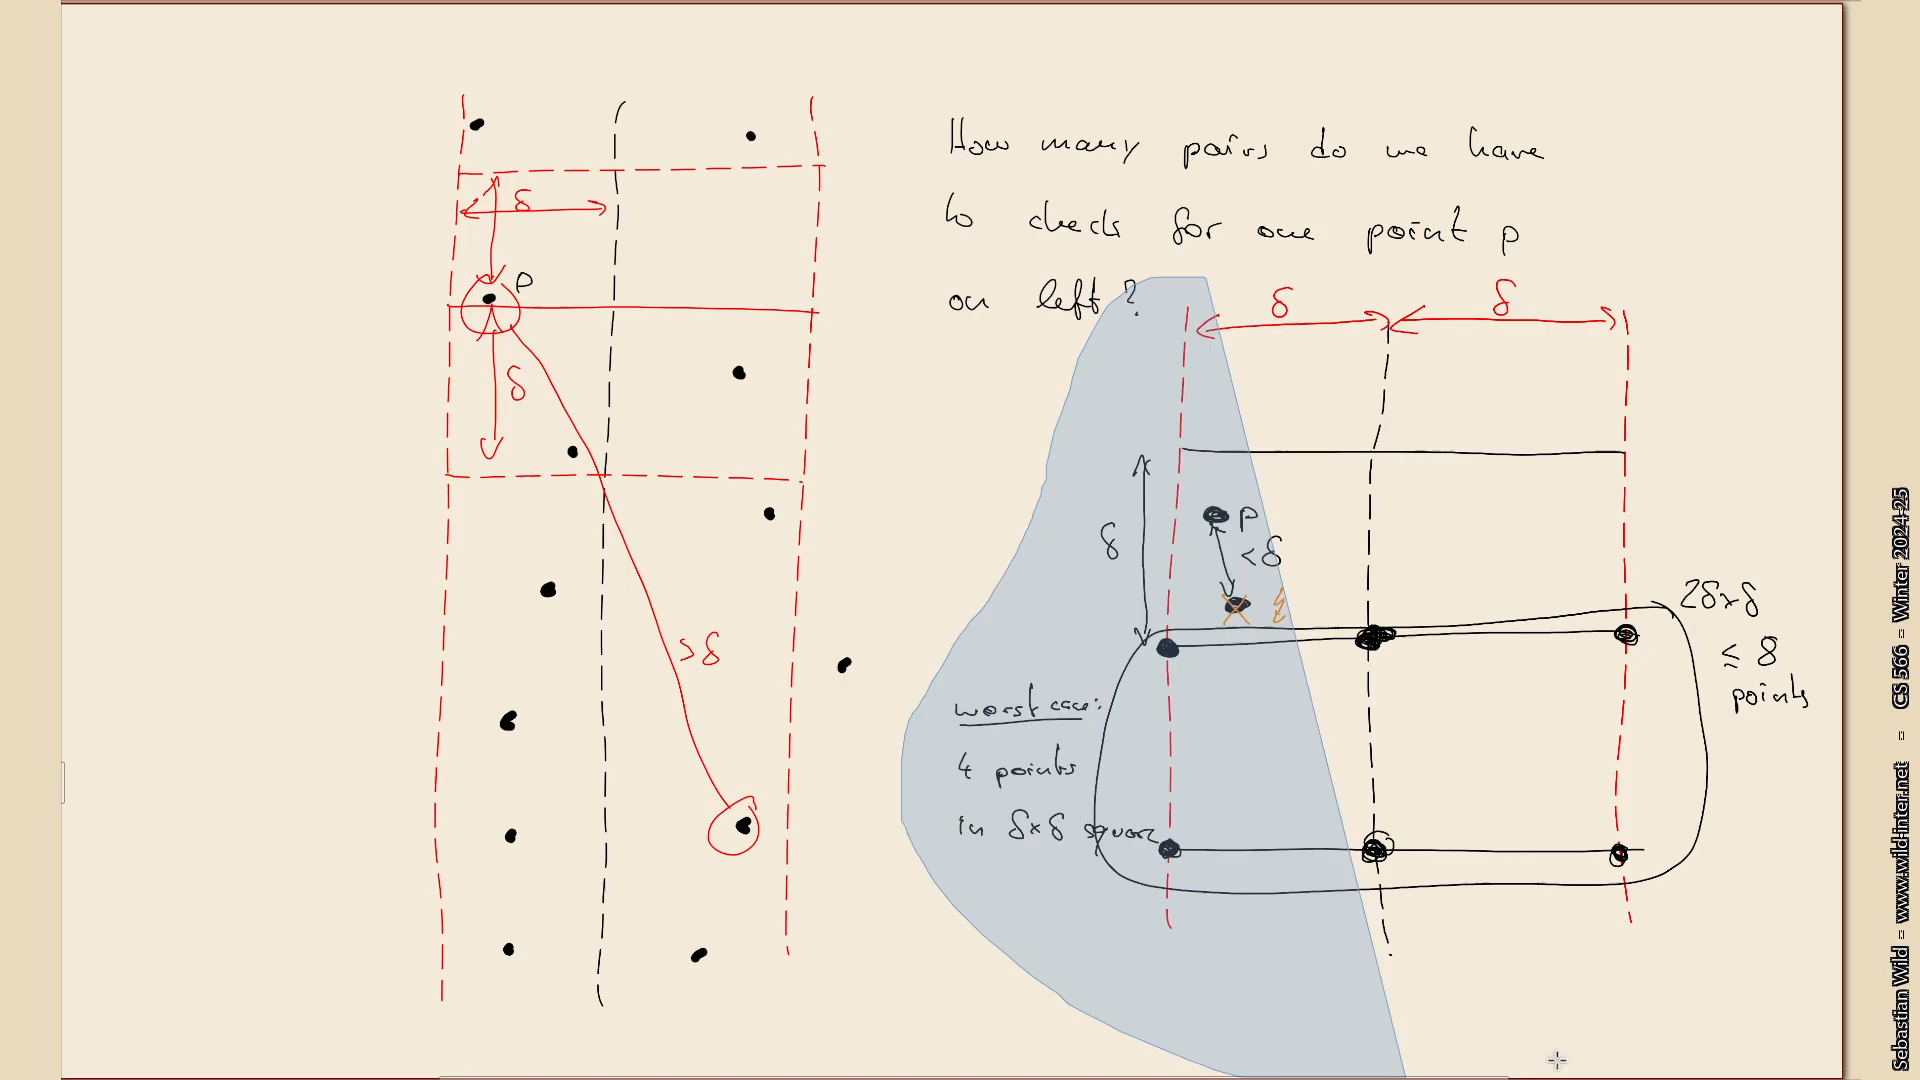 How many pairs do we have
to check for one point p
on left?
δ
P
δ
>δ
δ
δ
δ
P
<δ
2δ×δ
≤ 8
points
worst case:
4 points
in δ×δ square
Sebastian Wild – www.wild-inter.net – CS 566 – Winter 2024-25